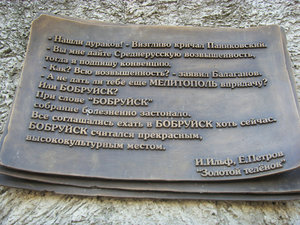 - Нашли дураков! - Визгливо кричал Паниковский.
- Вы мне дайте Среднерусскую возвышенность,
тогда я подпишу конвенцию.
- Как? Всю возвышенность? - заявил Балаганов.
- А не дать ли тебе еще МЕЛИТОПОЛЬ впридачу?
Или БОБРУЙСК?
При слове "БОБРУЙСК"
собрание болезненно застонало.
Все соглашались ехать в БОБРУЙСК хоть сейчас.
БОБРУЙСК считался прекрасным,
высококультурным местом.
И.Ильф, Е.Петров
"Золотой телёнок"